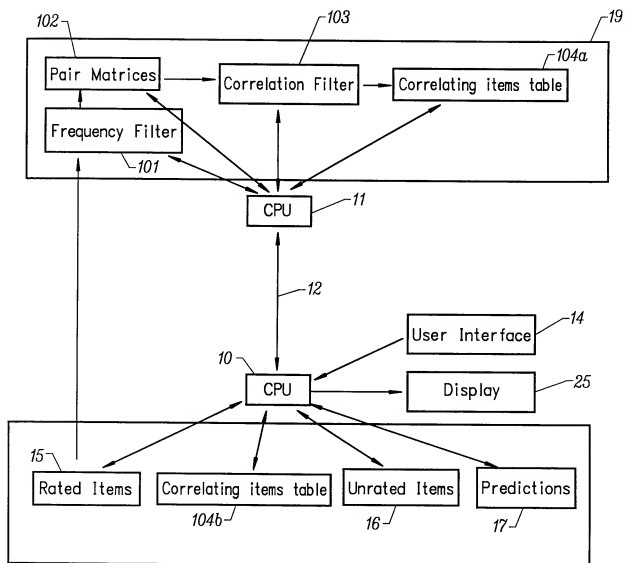 102
103
19
104a
Pair Matrices
Correlation Filter
Correlating items table
Frequency Filter
101
CPU
11
12
14
User Interface
10
CPU
Display
25
15
Rated Items
Correlating items table
Unrated Items
Predictions
104b
16
17